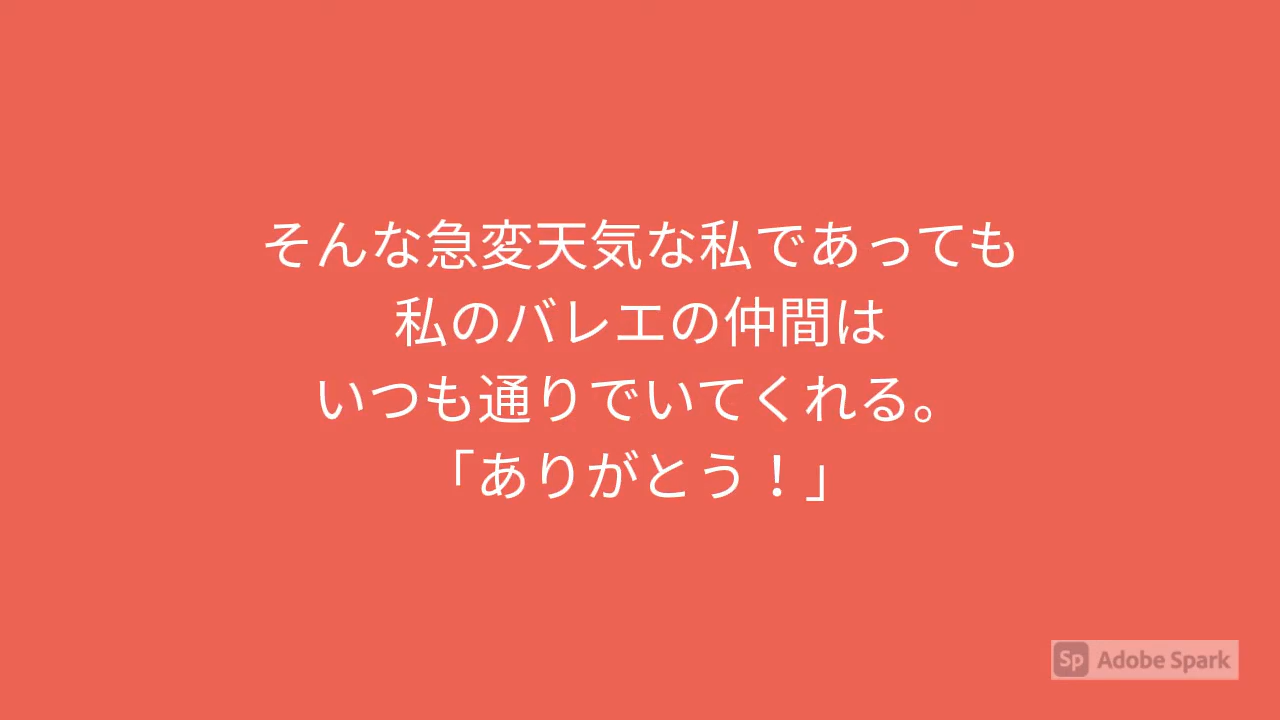 そんな急変天気な私であっても
私のバレエの仲間は
いつも通りでいてくれる。
「ありがとう！」
Sp Adobe Spark